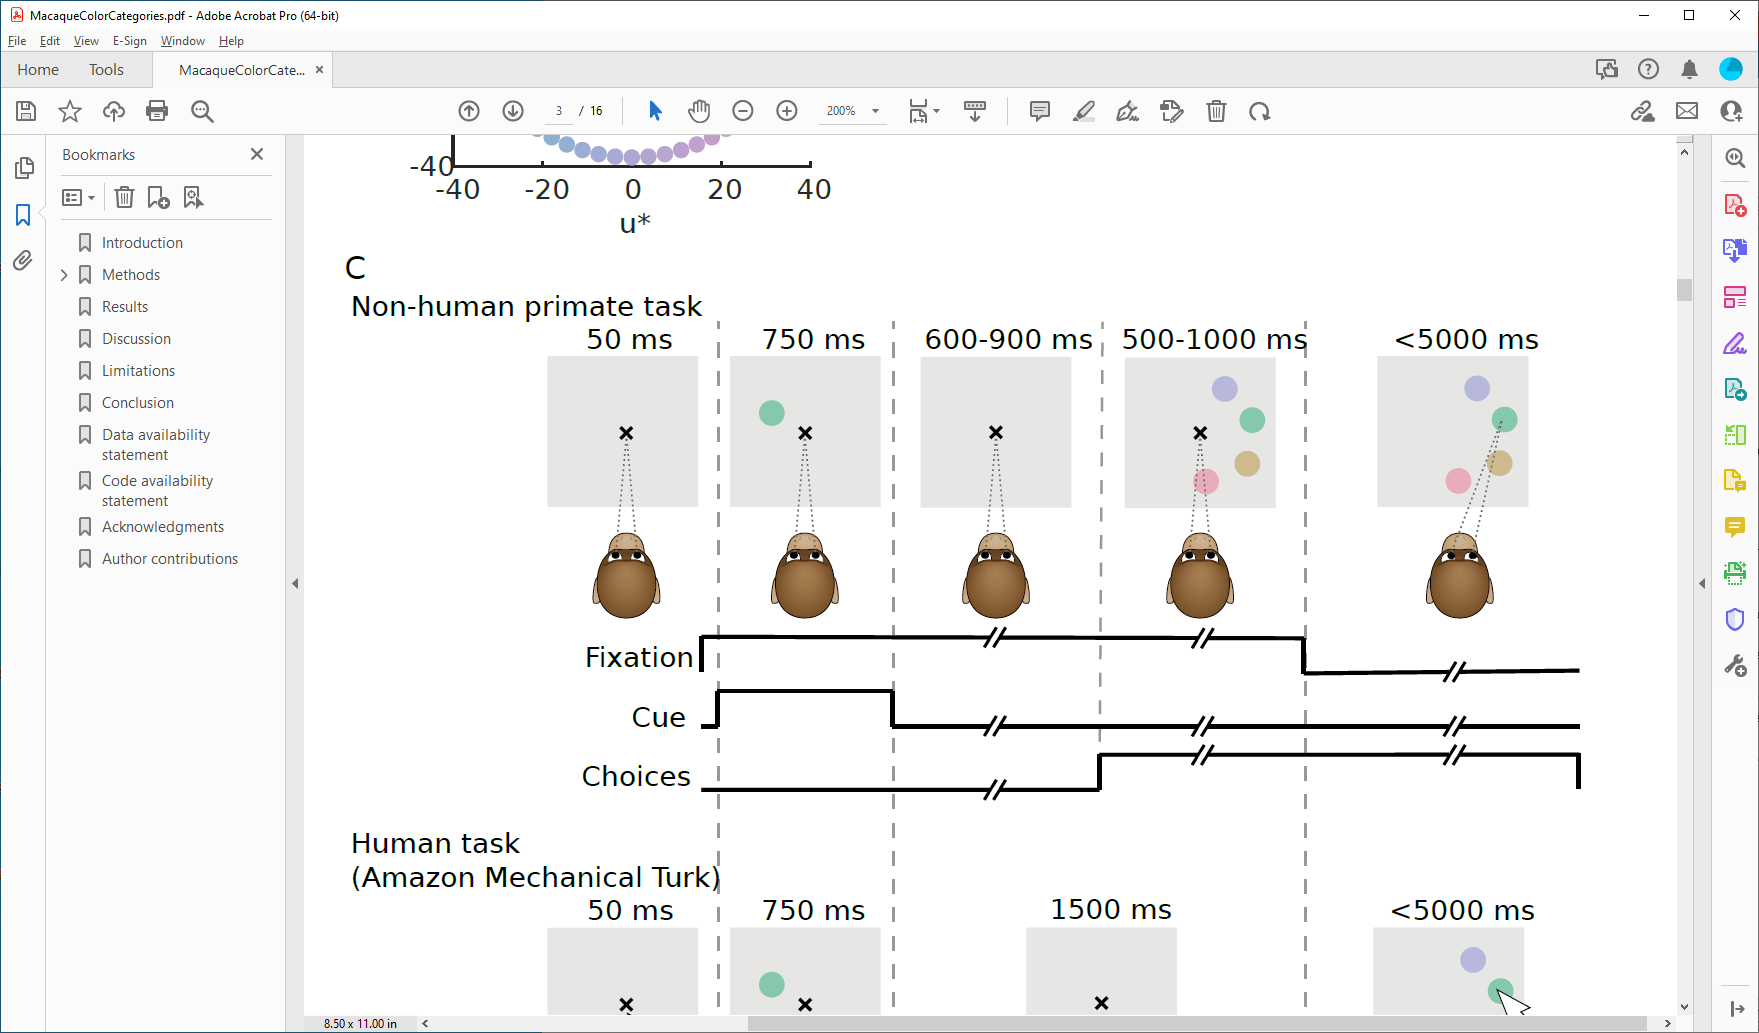 MacaqueColorCategories.pdf - Adobe Acrobat Pro (64-bit)
File Edit View E-Sign Window Help
Home Tools MacaqueColorCate... ×
3 / 16 200%
Bookmarks
Introduction
Methods
Results
Discussion
Limitations
Conclusion
Data availability
statement
Code availability
statement
Acknowledgments
Author contributions
-40
-40 -20 0 20 40
u*
C
Non-human primate task
50 ms 750 ms 600-900 ms 500-1000 ms <5000 ms
Fixation
Cue
Choices
Human task
(Amazon Mechanical Turk)
50 ms 750 ms 1500 ms <5000 ms
8.50 x 11.00 in